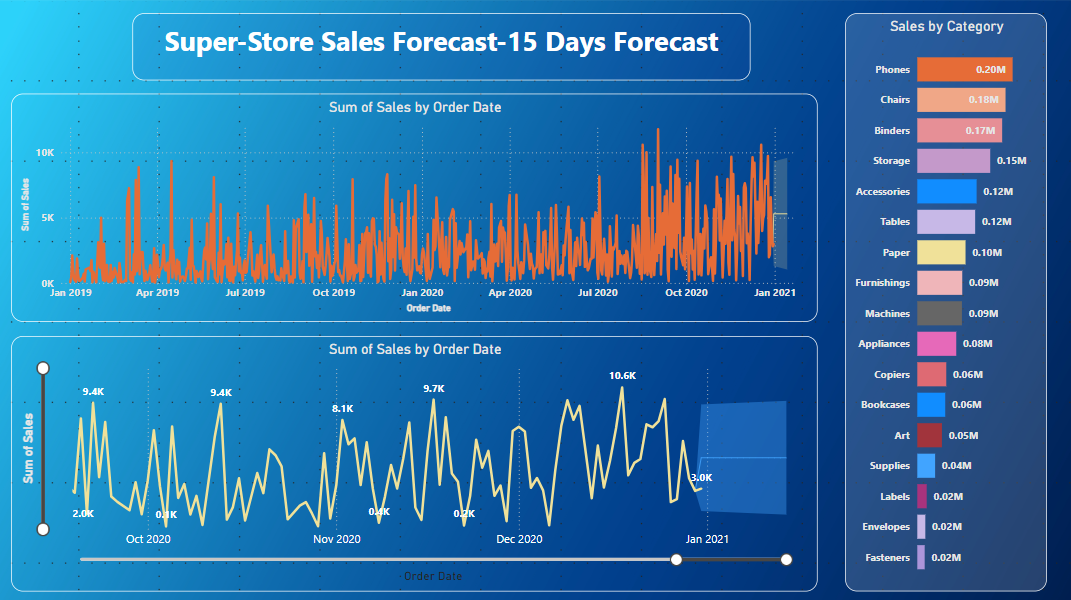 Super-Store Sales Forecast-15 Days Forecast
Sum of Sales by Order Date
Sum of Sales
10K
5K
0K
Jan 2019 Apr 2019 Jul 2019 Oct 2019 Jan 2020 Apr 2020 Jul 2020 Oct 2020 Jan 2021
Order Date
Sum of Sales by Order Date
Sum of Sales
9.4K 9.4K 8.1K 9.7K 10.6K
2.0K 0.1K 0.4K 0.2K 3.0K
Oct 2020 Nov 2020 Dec 2020 Jan 2021
Order Date
Sales by Category
Phones 0.20M
Chairs 0.18M
Binders 0.17M
Storage 0.15M
Accessories 0.12M
Tables 0.12M
Paper 0.10M
Furnishings 0.09M
Machines 0.09M
Appliances 0.08M
Copiers 0.06M
Bookcases 0.06M
Art 0.05M
Supplies 0.04M
Labels 0.02M
Envelopes 0.02M
Fasteners 0.02M